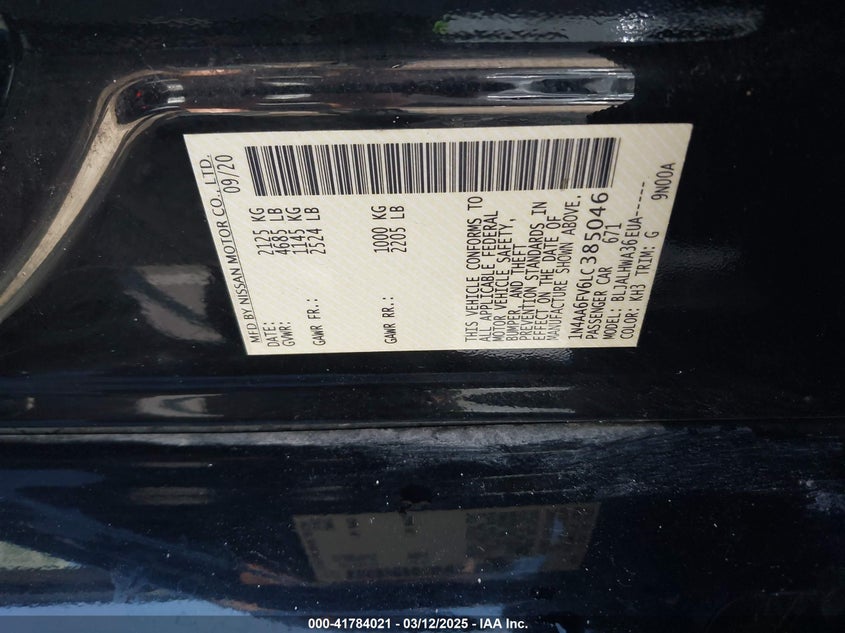 MFD BY NISSAN MOTOR CO., LTD.
DATE: 09/20
GVWR: 2125 KG
4685 LB
GAWR FR.: 1145 KG
2524 LB
GAWR RR.: 1000 KG
2205 LB
THIS VEHICLE CONFORMS TO
ALL APPLICABLE FEDERAL
MOTOR VEHICLE SAFETY,
BUMPER, AND THEFT
PREVENTION STANDARDS IN
EFFECT ON THE DATE OF
MANUFACTURE SHOWN ABOVE.
1N4AA6FV6LC385046
PASSENGER CAR 671
MODEL: BLJALHWA36EUA------
COLOR: KH3 TRIM: G 9N00A
000-41784021 - 03/12/2025 - IAA Inc.